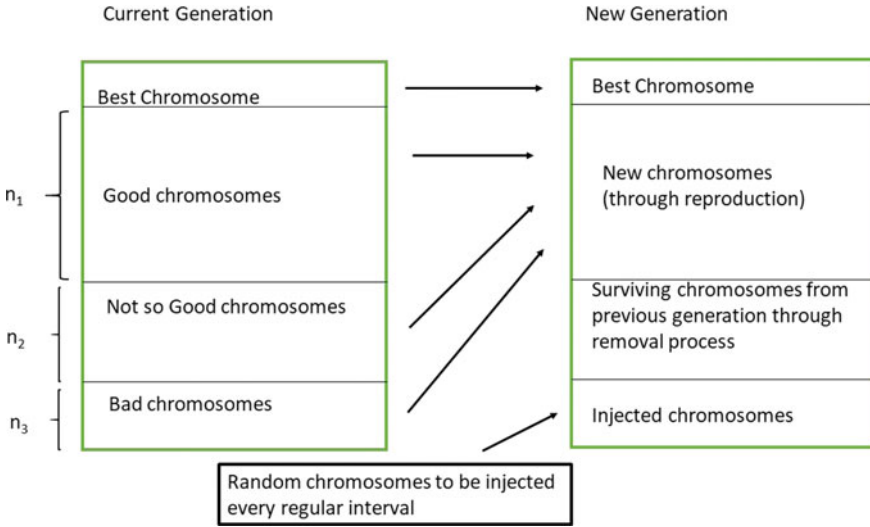 Current Generation
New Generation
Best Chromosome
Best Chromosome
n₁
Good chromosomes
New chromosomes
(through reproduction)
n₂
Not so Good chromosomes
Surviving chromosomes from
previous generation through
removal process
n₃
Bad chromosomes
Injected chromosomes
Random chromosomes to be injected
every regular interval